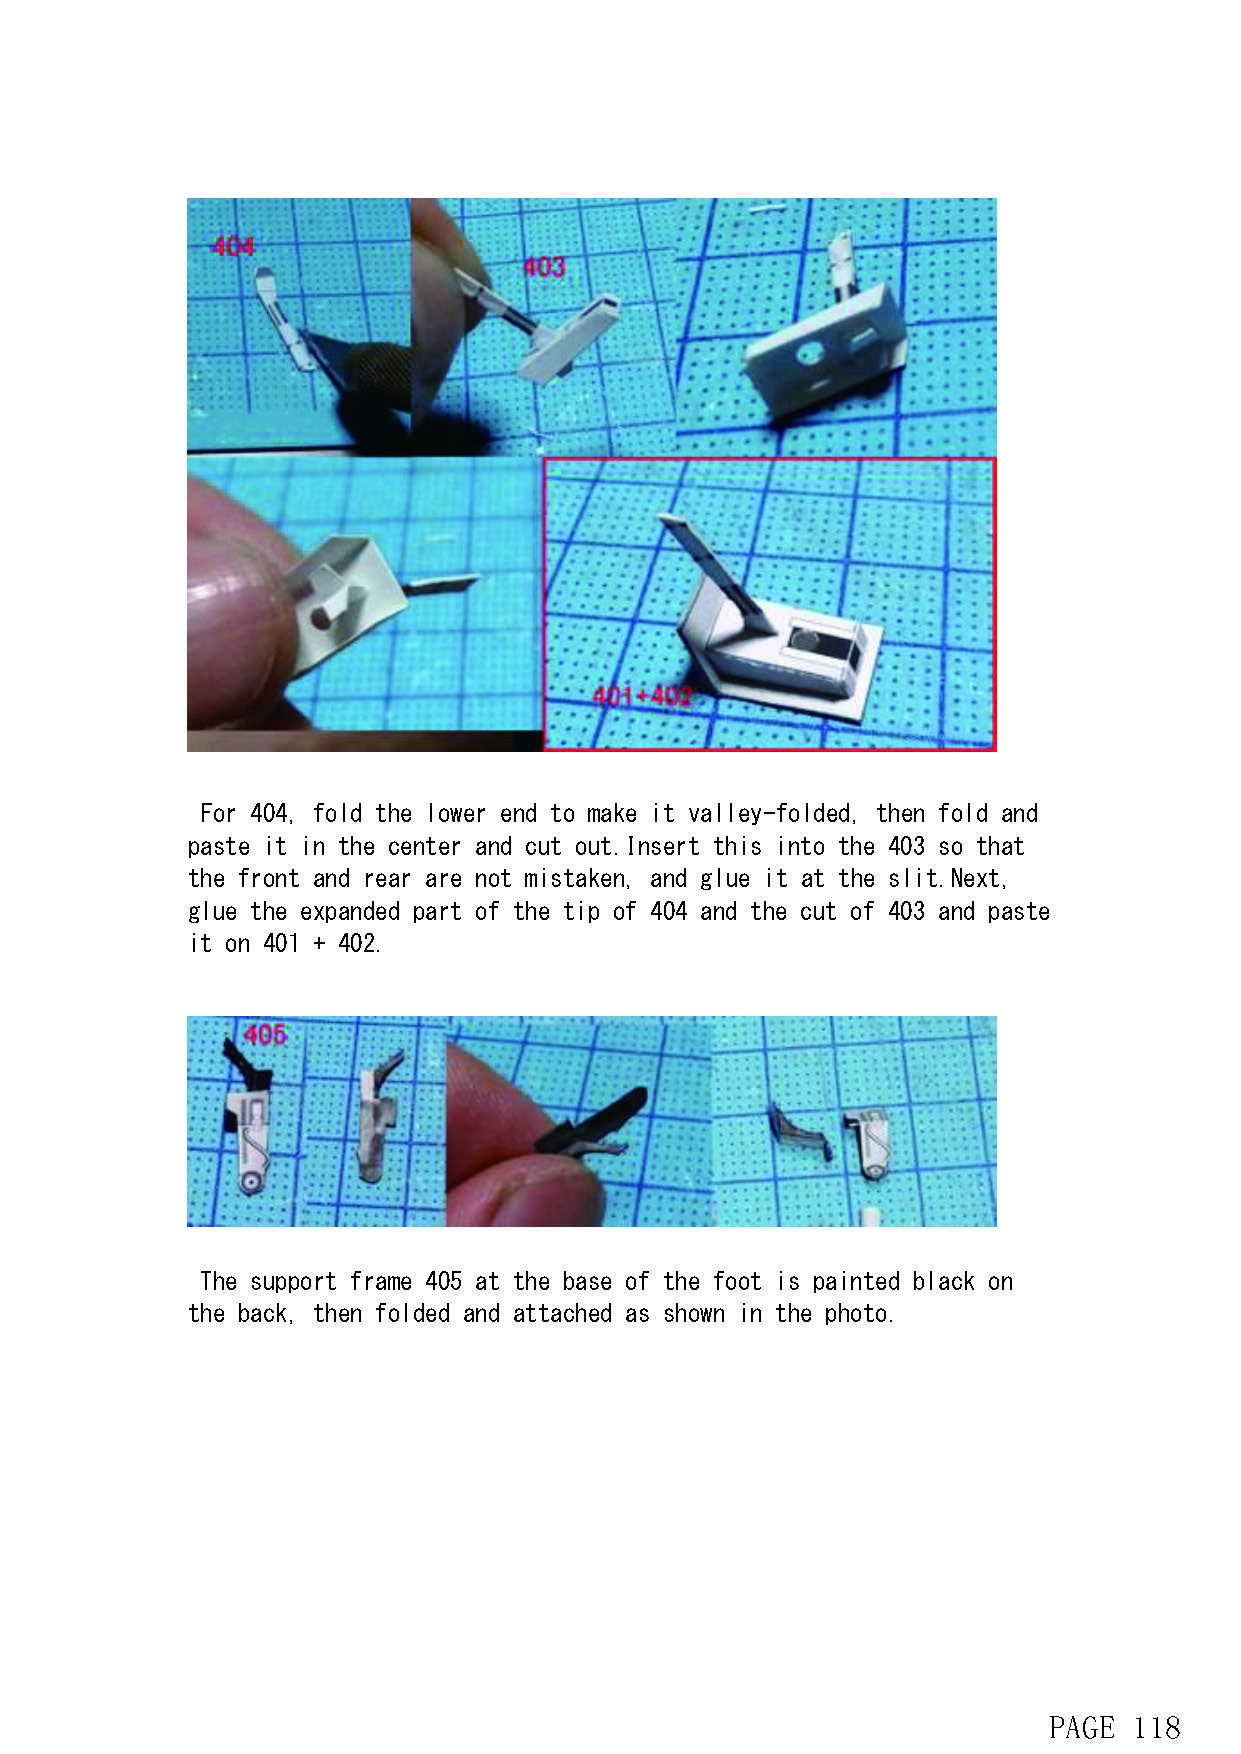 404
403
401+402
For 404, fold the lower end to make it valley-folded, then fold and
paste it in the center and cut out.Insert this into the 403 so that
the front and rear are not mistaken, and glue it at the slit.Next,
glue the expanded part of the tip of 404 and the cut of 403 and paste
it on 401 + 402.
405
The support frame 405 at the base of the foot is painted black on
the back, then folded and attached as shown in the photo.
PAGE 118